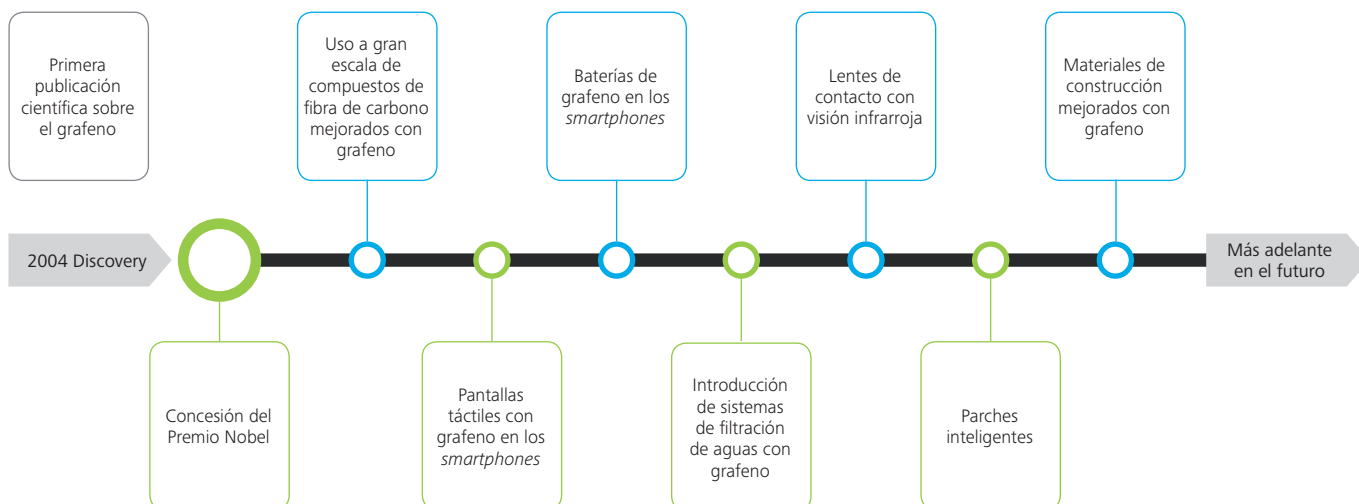 Primera
publicación
científica sobre
el grafeno
Uso a gran
escala de
compuestos de
fibra de carbono
mejorados con
grafeno
Baterías de
grafeno en los
smartphones
Lentes de
contacto con
visión infrarroja
Materiales de
construcción
mejorados con
grafeno
2004 Discovery
Más adelante
en el futuro
Concesión del
Premio Nobel
Pantallas
táctiles con
grafeno en los
smartphones
Introducción
de sistemas
de filtración
de aguas con
grafeno
Parches
inteligentes